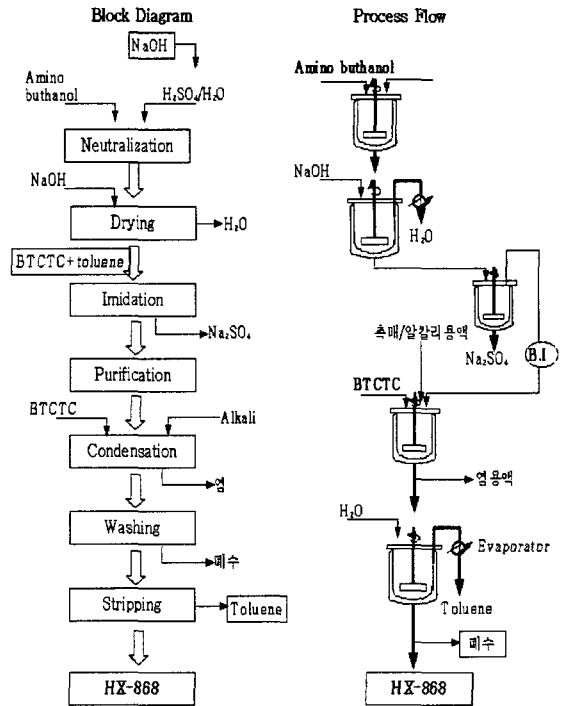 Block Diagram
NaOH
Amino
buthanol
H₂SO₄/H₂O
Neutralization
NaOH
Drying
H₂O
BTCTC+toluene
Imidation
Na₂SO₄
Purification
BTCTC
Alkali
Condensation
염
Washing
폐수
Stripping
Toluene
HX-868
Process Flow
Amino buthanol
NaOH
H₂O
촉매/알칼리용액
Na₂SO₄
B.I
BTCTC
염용액
H₂O
Evaporator
Toluene
폐수
HX-868